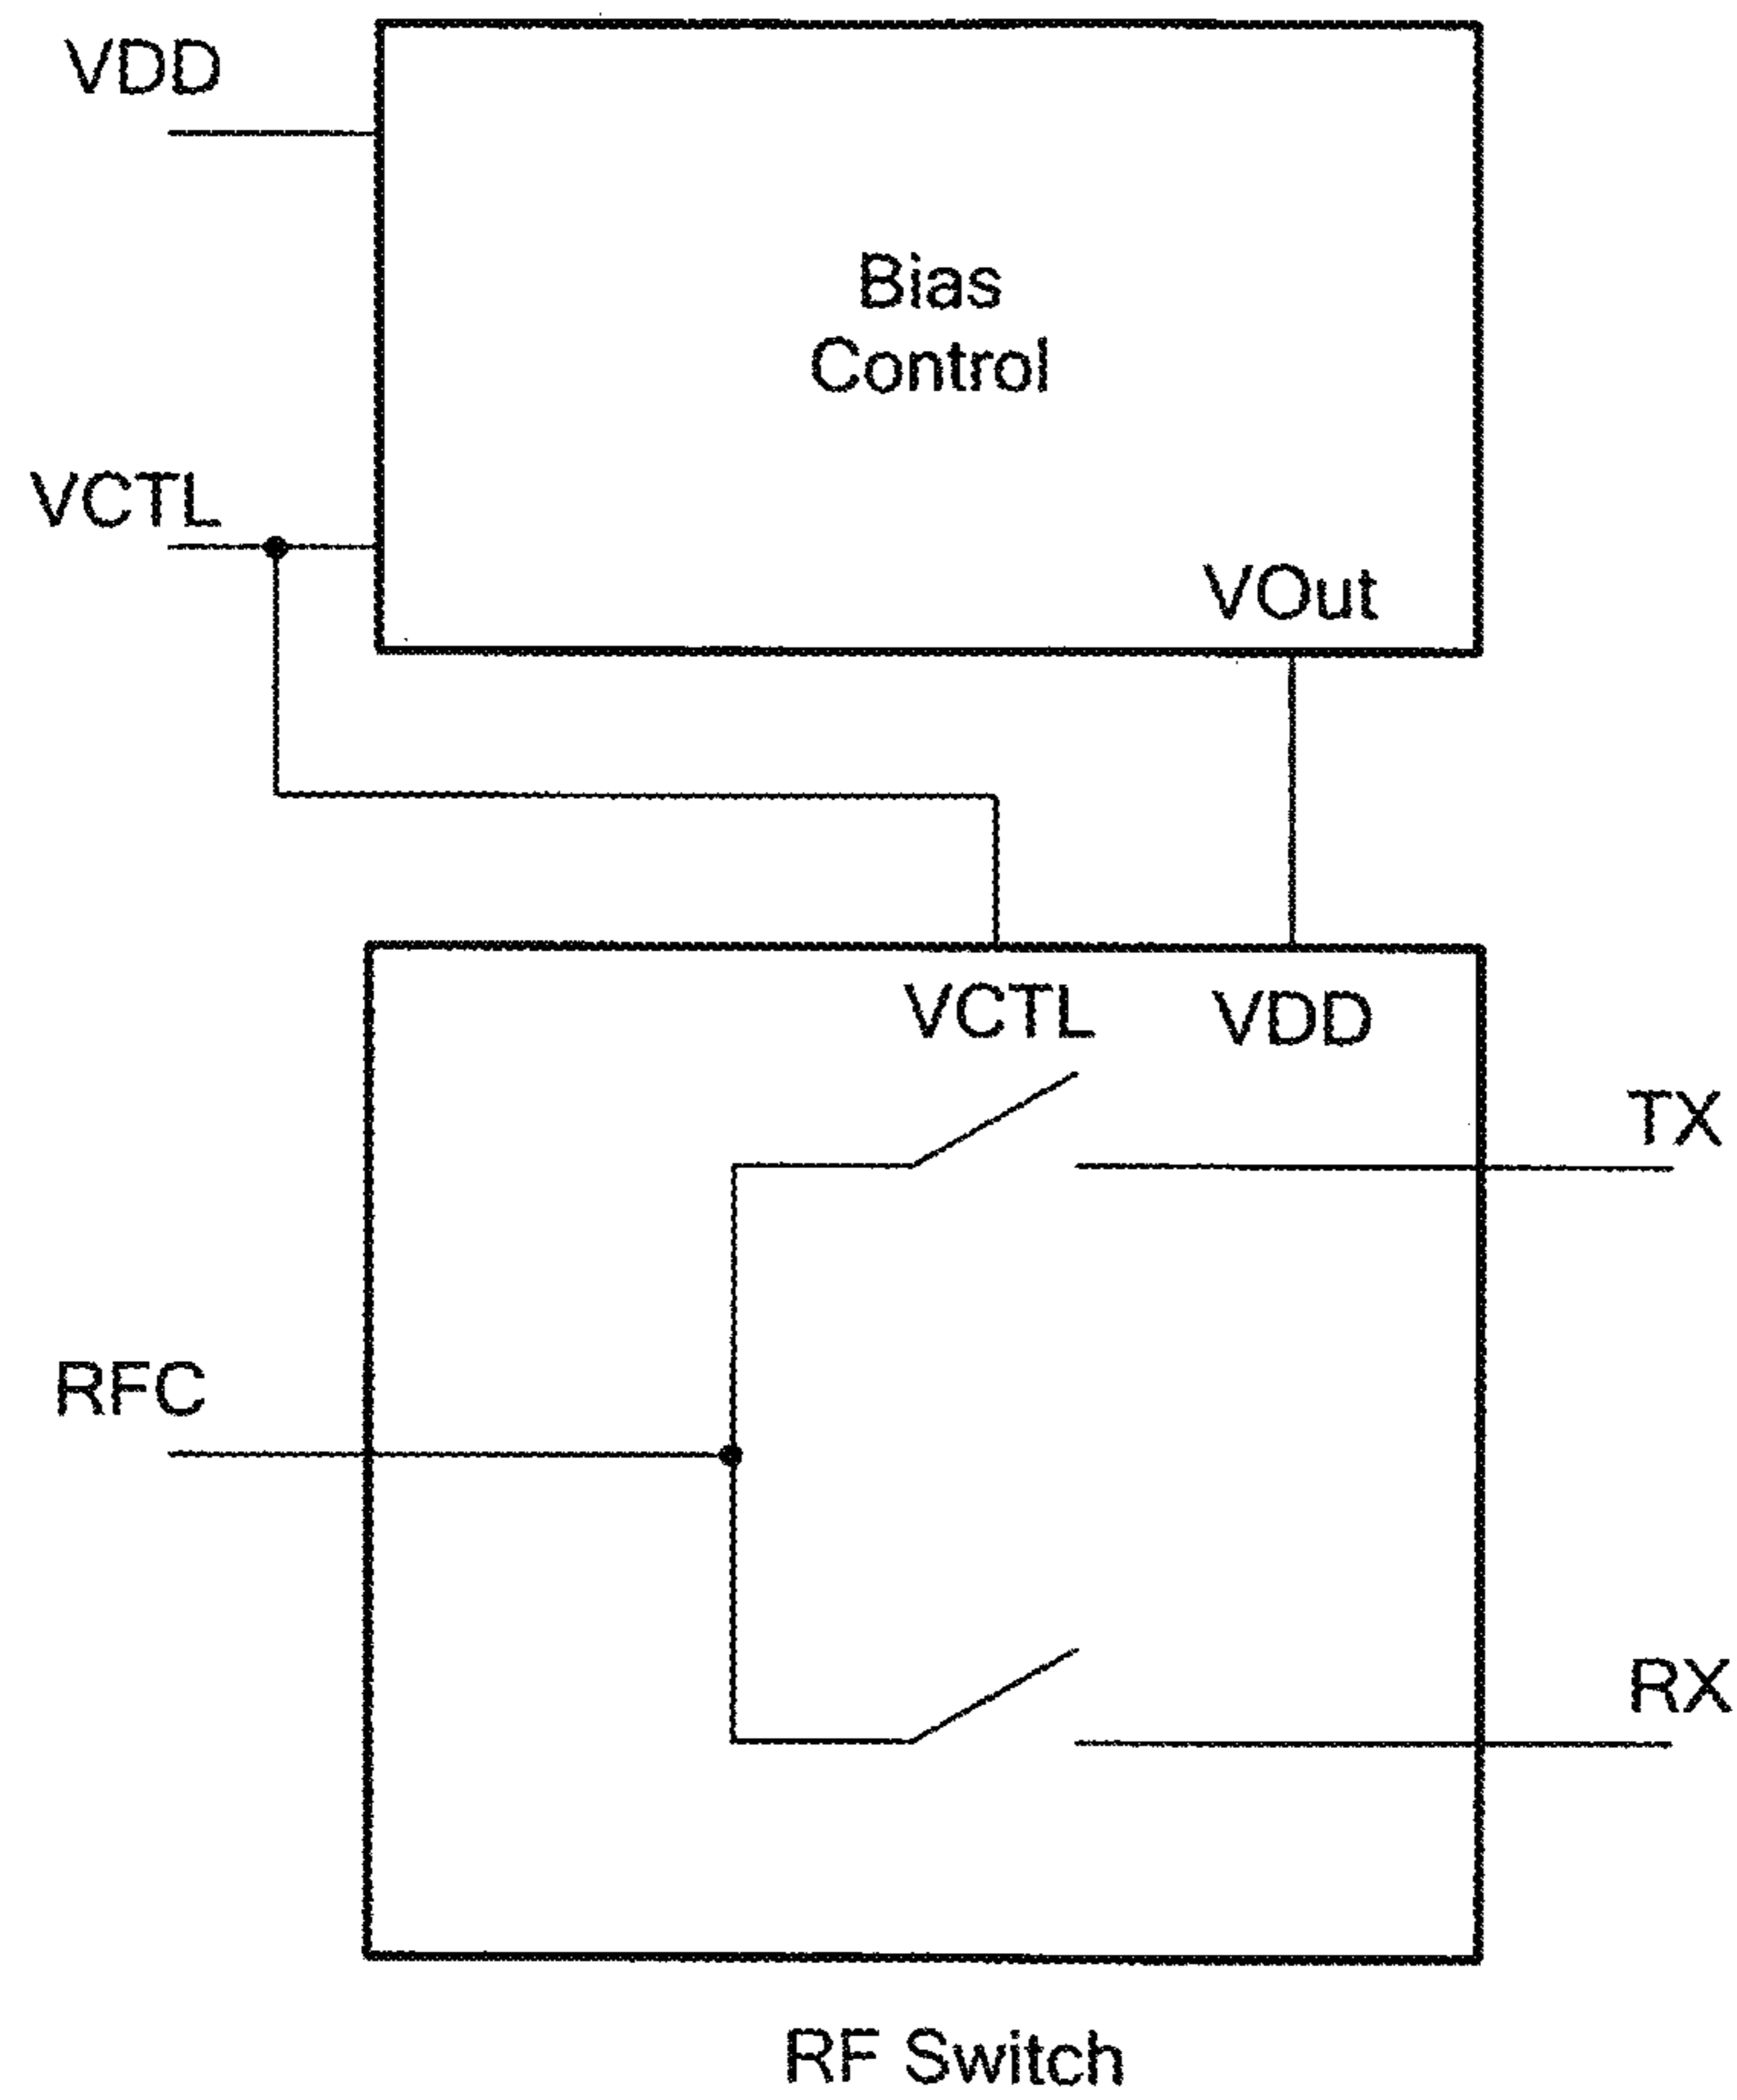 VDD
Bias
Control
VCTL
VOut
VCTL
VDD
TX
RFC
RX
RF Switch